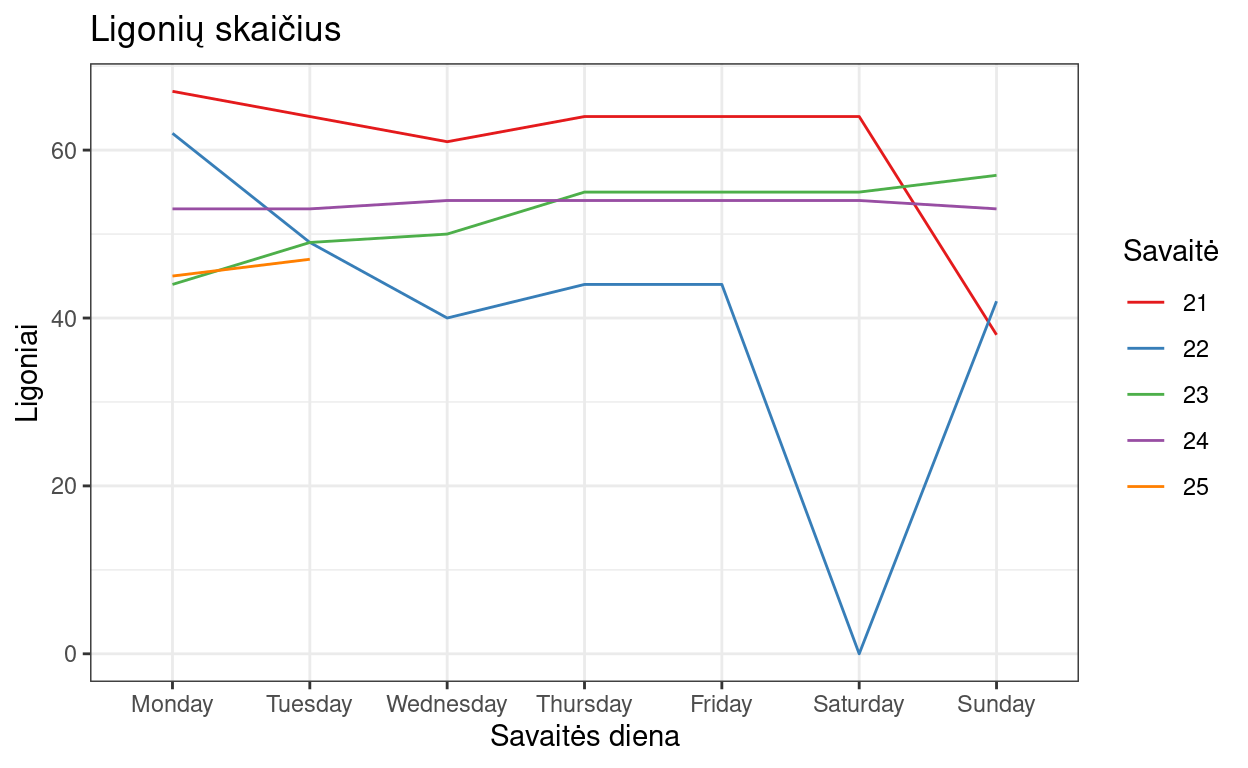 Ligonių skaičius
60
40
20
0
Ligoniai
Monday Tuesday Wednesday Thursday Friday Saturday Sunday
Savaitės diena
Savaitė
21
22
23
24
25